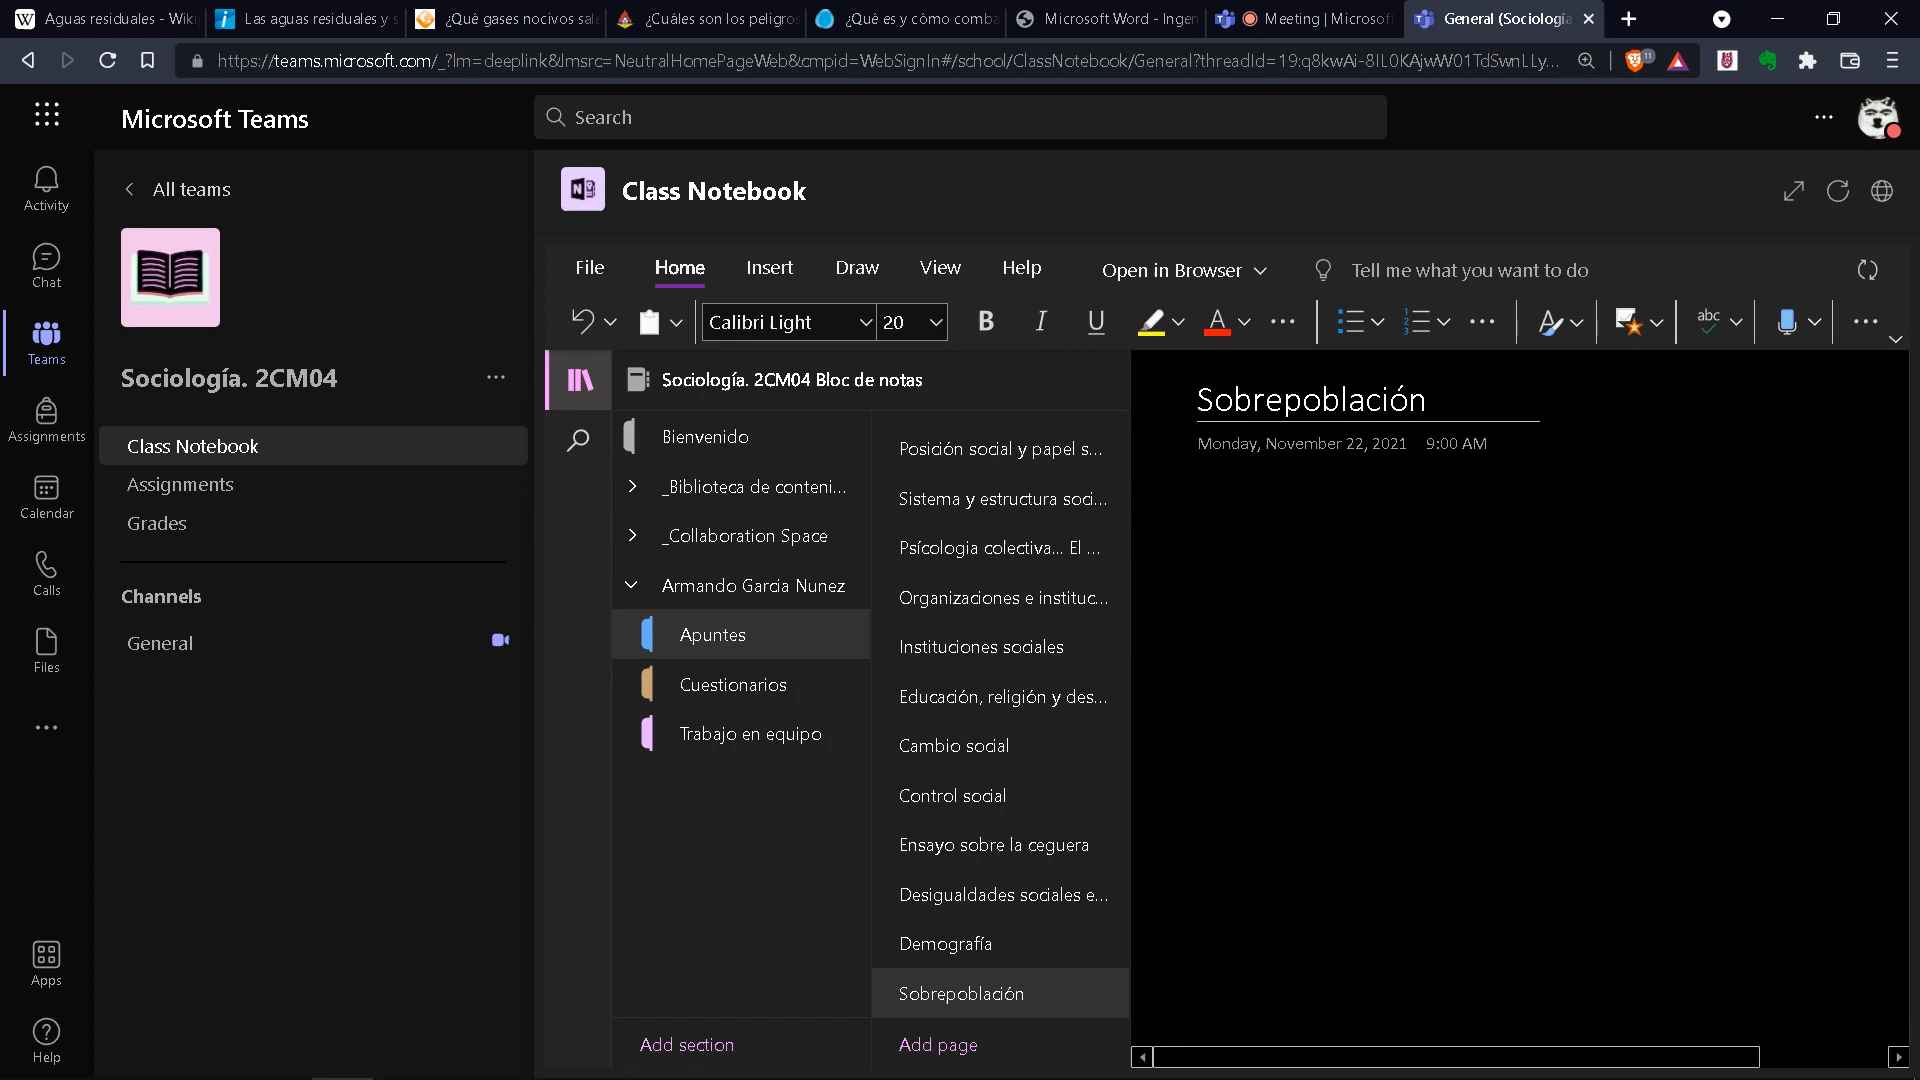 Aguas residuales - Wiki
Las aguas residuales y s
¿Qué gases nocivos sale
¿Cuáles son los peligros
¿Qué es y cómo comba
Microsoft Word - Ingen
Meeting | Microsoft
General (Sociología
https://teams.microsoft.com/_?lm=deeplink&lmsrc=NeutralHomePageWeb&cmpid=WebSignIn#/school/ClassNotebook/General?threadId=19:q8kwAi-8IL0KAjwW01TdSwnLLy...
11
Microsoft Teams
Search
Activity
Chat
Teams
Assignments
Calendar
Calls
Files
Apps
Help
All teams
Sociología. 2CM04
Class Notebook
Assignments
Grades
Channels
General
Class Notebook
File Home Insert Draw View Help Open in Browser Tell me what you want to do
Calibri Light 20 B I U A abc
Sociología. 2CM04 Bloc de notas
Bienvenido
_Biblioteca de conteni...
_Collaboration Space
Armando Garcia Nunez
Apuntes
Cuestionarios
Trabajo en equipo
Add section
Posición social y papel s...
Sistema y estructura soci...
Psícologia colectiva... El ...
Organizaciones e instituc...
Instituciones sociales
Educación, religión y des...
Cambio social
Control social
Ensayo sobre la ceguera
Desigualdades sociales e...
Demografía
Sobrepoblación
Add page
Sobrepoblación
Monday, November 22, 2021 9:00 AM